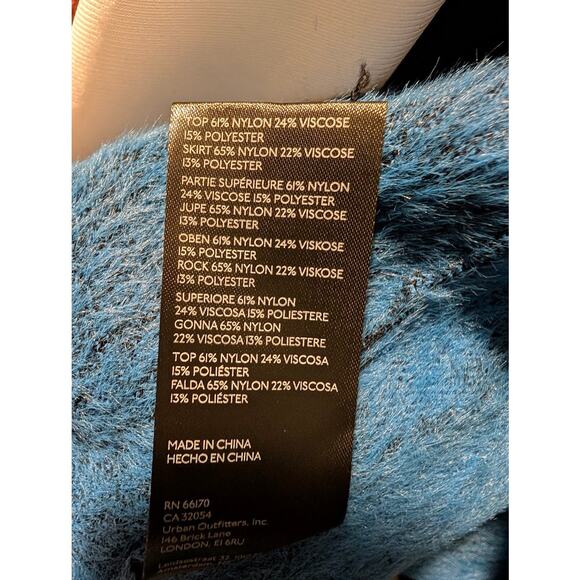 TOP 61% NYLON 24% VISCOSE
15% POLYESTER
SKIRT 65% NYLON 22% VISCOSE
13% POLYESTER
PARTIE SUPÉRIEURE 61% NYLON
24% VISCOSE 15% POLYESTER
JUPE 65% NYLON 22% VISCOSE
13% POLYESTER
OBEN 61% NYLON 24% VISKOSE
15% POLYESTER
ROCK 65% NYLON 22% VISKOSE
13% POLYESTER
SUPERIORE 61% NYLON
24% VISCOSA 15% POLIESTERE
GONNA 65% NYLON
22% VISCOSA 13% POLIESTERE
TOP 61% NYLON 24% VISCOSA
15% POLIÉSTER
FALDA 65% NYLON 22% VISCOSA
13% POLIÉSTER
MADE IN CHINA
HECHO EN CHINA
RN 66170
CA 32054
Urban Outfitters, Inc.
146 Brick Lane
LONDON, E1 6RU
Leidsestraat 32,
Amsterdam,